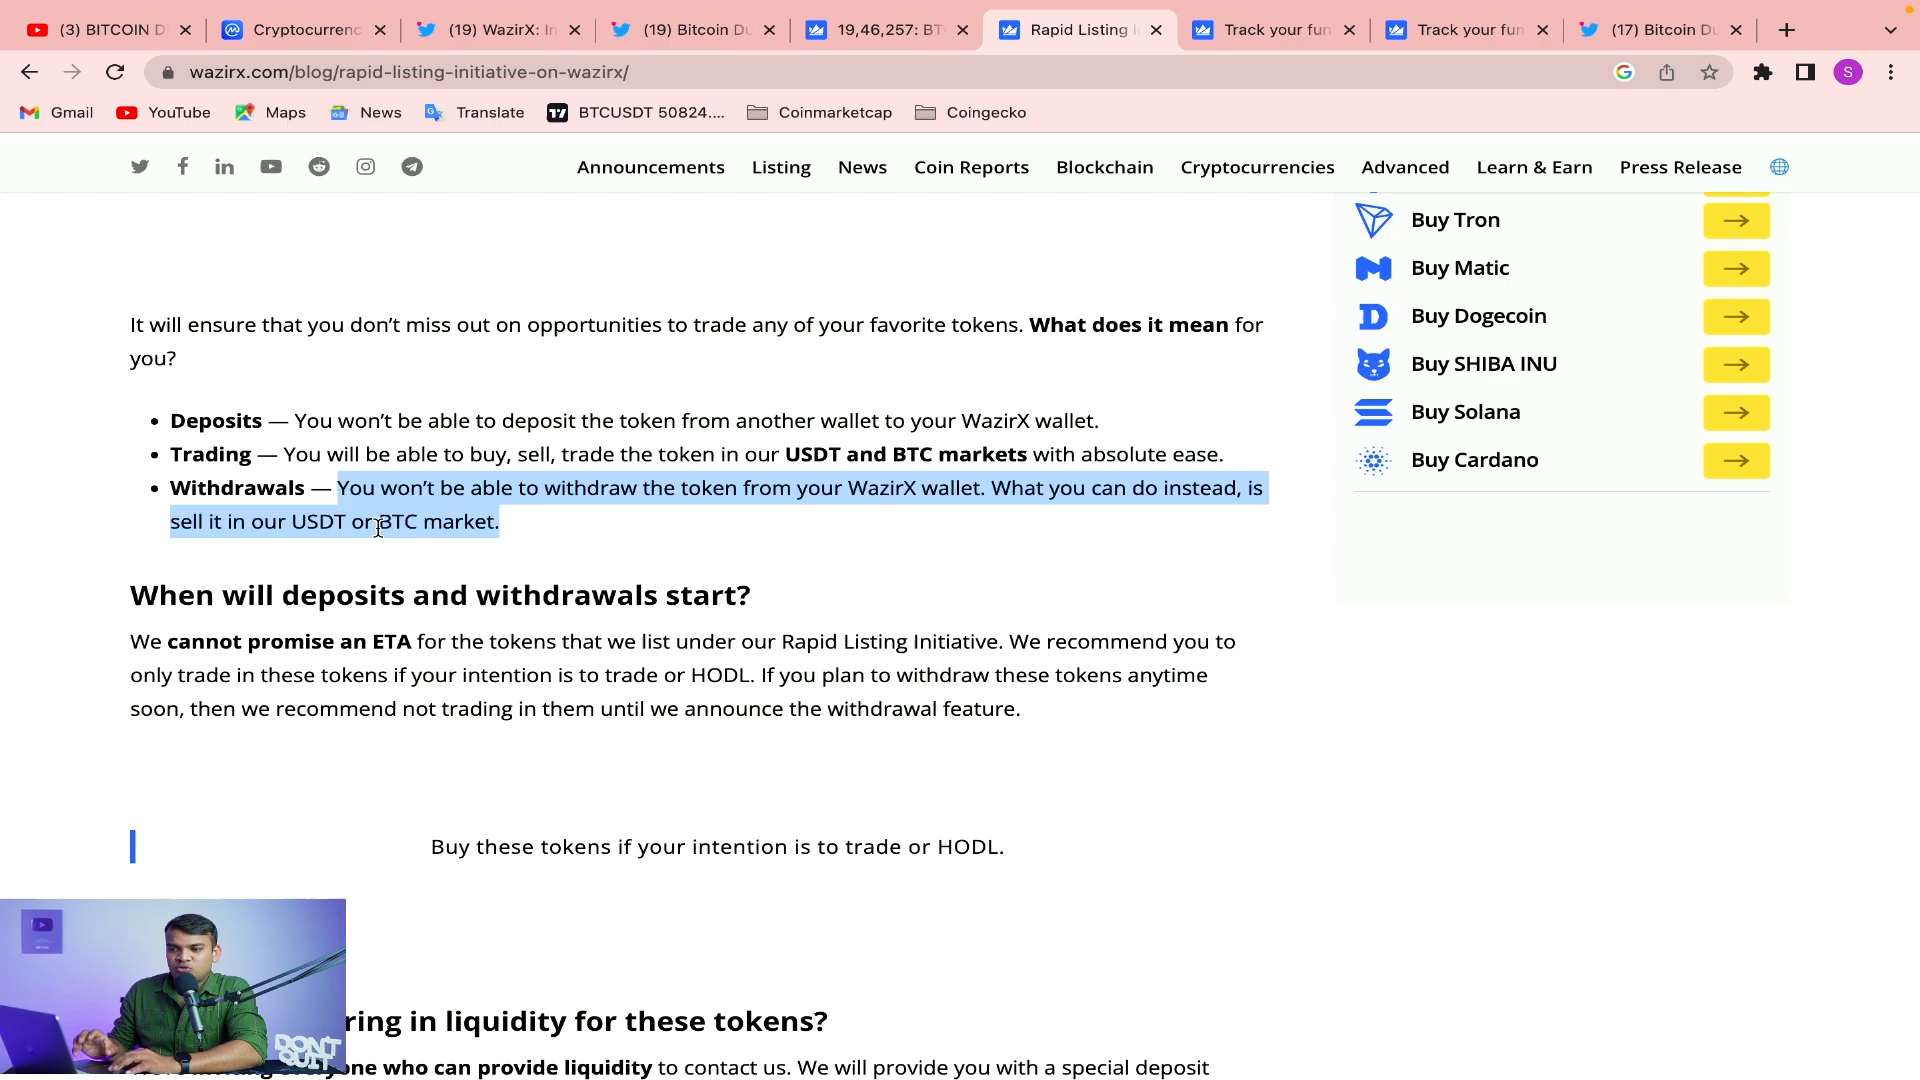 (3) BITCOIN D
Cryptocurrenc
(19) WazirX: In
(19) Bitcoin Du
19,46,257: BT
Rapid Listing I
Track your fun
Track your fun
(17) Bitcoin Du
wazirx.com/blog/rapid-listing-initiative-on-wazirx/
S
Gmail
YouTube
Maps
News
Translate
BTCUSDT 50824....
Coinmarketcap
Coingecko
Announcements
Listing
News
Coin Reports
Blockchain
Cryptocurrencies
Advanced
Learn & Earn
Press Release
Buy Tron
Buy Matic
Buy Dogecoin
Buy SHIBA INU
Buy Solana
Buy Cardano
It will ensure that you don’t miss out on opportunities to trade any of your favorite tokens. What does it mean for
you?
• Deposits — You won’t be able to deposit the token from another wallet to your WazirX wallet.
• Trading — You will be able to buy, sell, trade the token in our USDT and BTC markets with absolute ease.
• Withdrawals — You won’t be able to withdraw the token from your WazirX wallet. What you can do instead, is
sell it in our USDT or BTC market.
When will deposits and withdrawals start?
We cannot promise an ETA for the tokens that we list under our Rapid Listing Initiative. We recommend you to
only trade in these tokens if your intention is to trade or HODL. If you plan to withdraw these tokens anytime
soon, then we recommend not trading in them until we announce the withdrawal feature.
Buy these tokens if your intention is to trade or HODL.
ring in liquidity for these tokens?
one who can provide liquidity to contact us. We will provide you with a special deposit
DON'T
QUIT